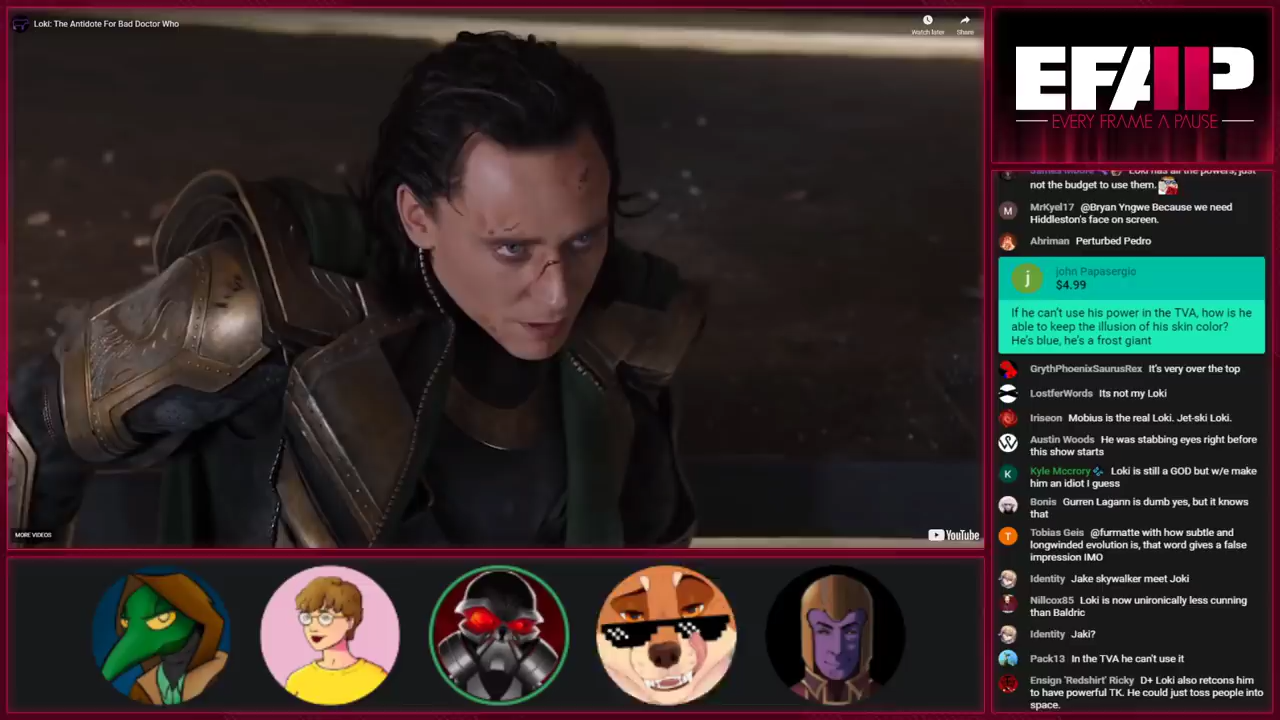 Loki: The Antidote For Bad Doctor Who
Watch later
Share
MORE VIDEOS
YouTube
EFAP
EVERY FRAME A PAUSE
James Moore Loki has all the powers, just
not the budget to use them.
M
MrKyel17 @Bryan Yngwe Because we need
Hiddleston's face on screen.
Ahriman Perturbed Pedro
j
john Papasergio
$4.99
If he can't use his power in the TVA, how is he
able to keep the illusion of his skin color?
He's blue, he's a frost giant
GrythPhoenixSaurusRex It's very over the top
LostferWords Its not my Loki
Iriseon Mobius is the real Loki. Jet-ski Loki.
Austin Woods He was stabbing eyes right before
this show starts
K
Kyle Mccrory Loki is still a GOD but w/e make
him an idiot I guess
Bonis Gurren Lagann is dumb yes, but it knows
that
T
Tobias Geis @furmatte with how subtle and
longwinded evolution is, that word gives a false
impression IMO
Identity Jake skywalker meet Joki
Nillcox85 Loki is now unironically less cunning
than Baldric
Identity Jaki?
Pack13 In the TVA he can't use it
Ensign 'Redshirt' Ricky D+ Loki also retcons him
to have powerful TK. He could just toss people into
space.